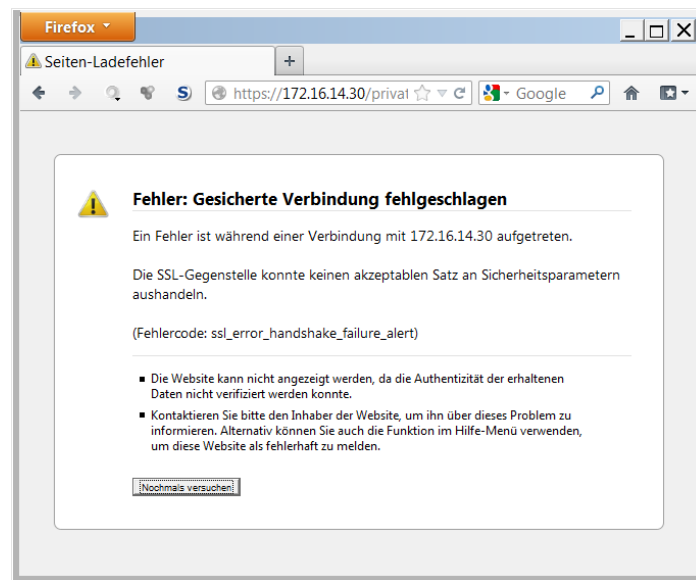 Firefox
Seiten-Ladefehler
https://172.16.14.30/privat
Google
Fehler: Gesicherte Verbindung fehlgeschlagen
Ein Fehler ist während einer Verbindung mit 172.16.14.30 aufgetreten.
Die SSL-Gegenstelle konnte keinen akzeptablen Satz an Sicherheitsparametern
aushandeln.
(Fehlercode: ssl_error_handshake_failure_alert)
Die Website kann nicht angezeigt werden, da die Authentizität der erhaltenen
Daten nicht verifiziert werden konnte.
Kontaktieren Sie bitte den Inhaber der Website, um ihn über dieses Problem zu
informieren. Alternativ können Sie auch die Funktion im Hilfe-Menü verwenden,
um diese Website als fehlerhaft zu melden.
Nochmals versuchen